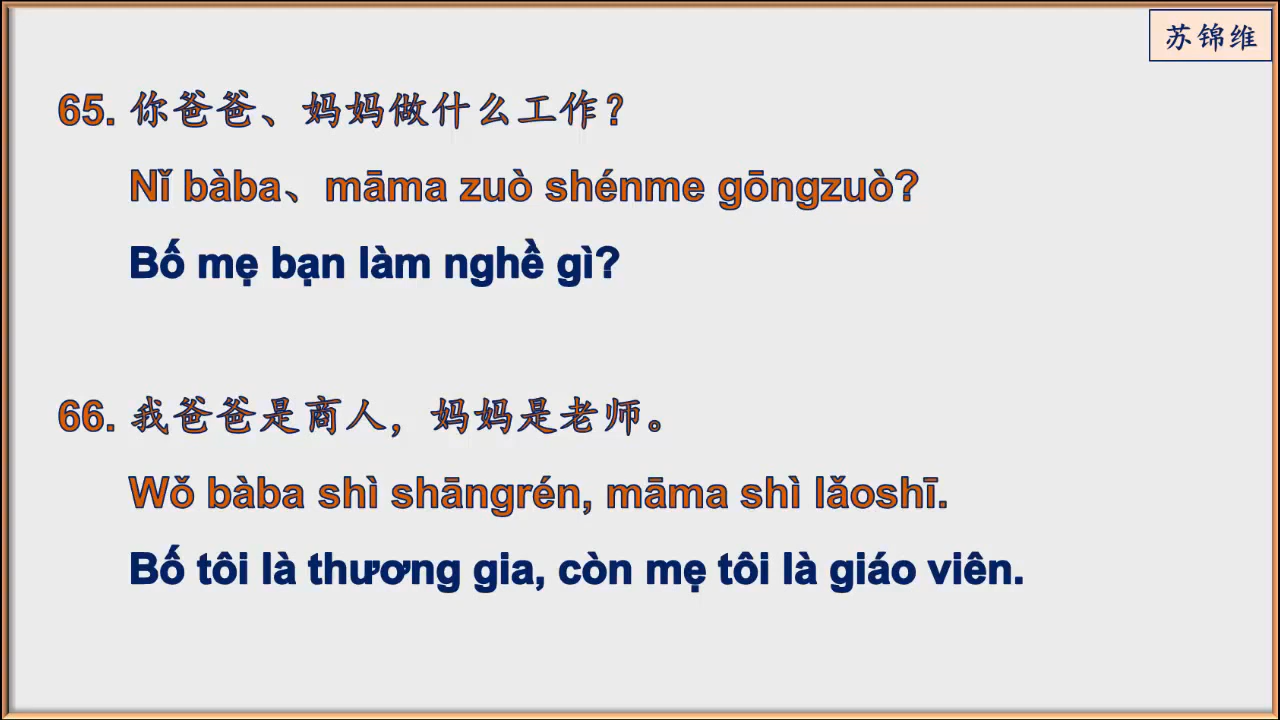 苏锦维
65. 你爸爸、妈妈做什么工作？
Nǐ bàba、māma zuò shénme gōngzuò?
Bố mẹ bạn làm nghề gì?
66. 我爸爸是商人，妈妈是老师。
Wǒ bàba shì shāngrén, māma shì lǎoshī.
Bố tôi là thương gia, còn mẹ tôi là giáo viên.